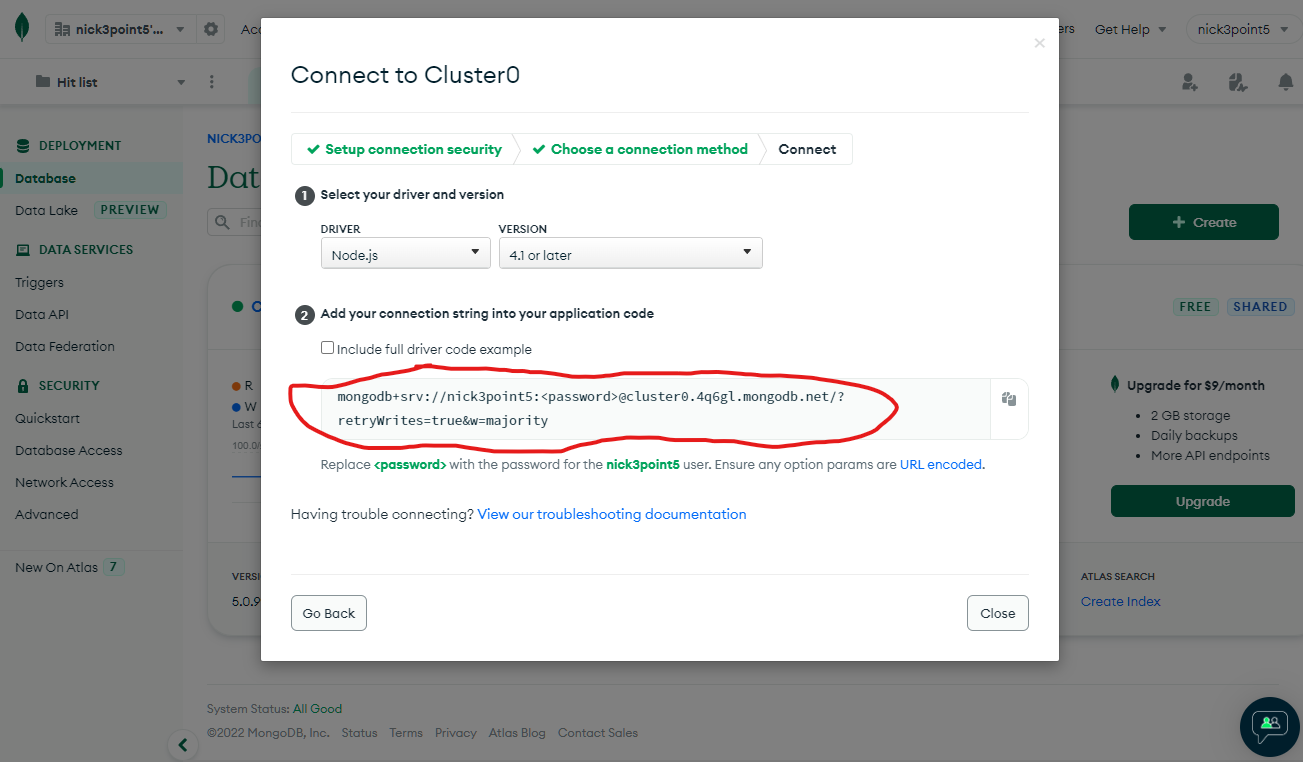 nick3point5'...
Acc
ers
Get Help
nick3point5
Hit list
DEPLOYMENT
Database
Data Lake PREVIEW
DATA SERVICES
Triggers
Data API
Data Federation
SECURITY
Quickstart
Database Access
Network Access
Advanced
New On Atlas 7
NICK3PO
Dat
Fin
+ Create
FREE SHARED
R
W
Last 6
100.0/
VERSI
5.0.9
Connect to Cluster0
Setup connection security
Choose a connection method
Connect
1 Select your driver and version
DRIVER VERSION
Node.js 4.1 or later
2 Add your connection string into your application code
Include full driver code example
mongodb+srv://nick3point5:<password>@cluster0.4q6gl.mongodb.net/?
retryWrites=true&w=majority
Replace <password> with the password for the nick3point5 user. Ensure any option params are URL encoded.
Having trouble connecting? View our troubleshooting documentation
Go Back
Close
Upgrade for $9/month
• 2 GB storage
• Daily backups
• More API endpoints
Upgrade
ATLAS SEARCH
Create Index
System Status: All Good
©2022 MongoDB, Inc. Status Terms Privacy Atlas Blog Contact Sales